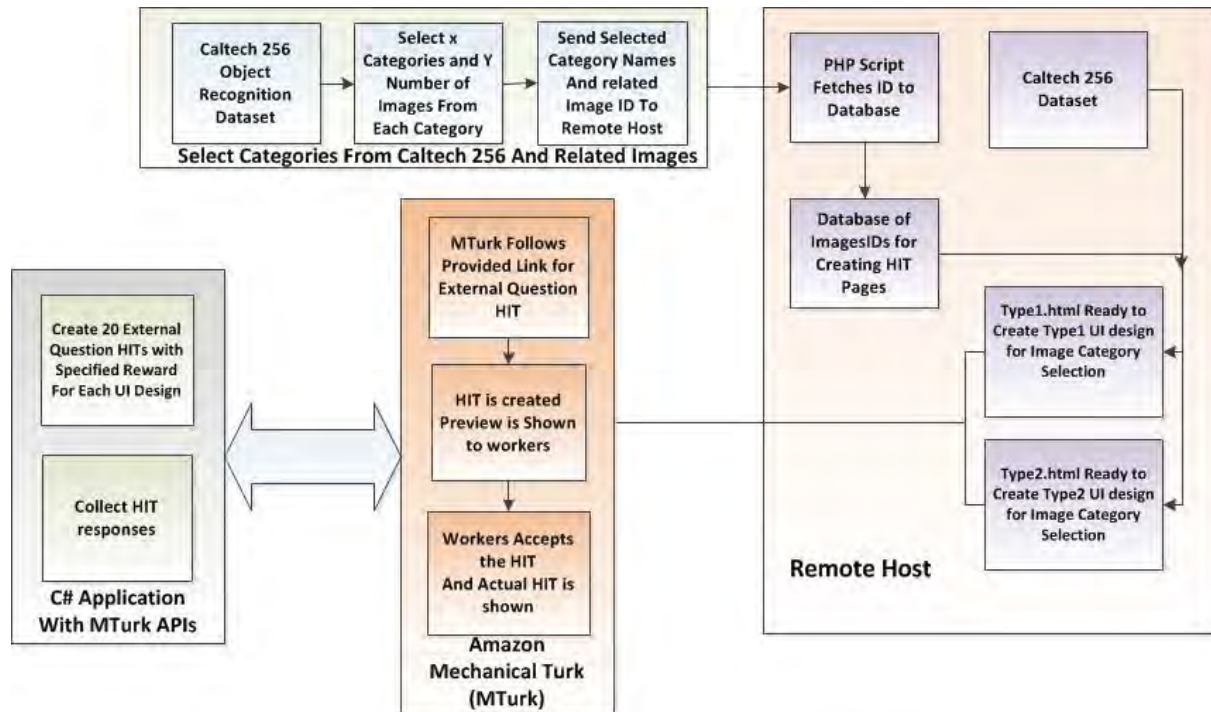 Caltech 256
Object
Recognition
Dataset
Select x
Categories and Y
Number of
Images From
Each Category
Send Selected
Category Names
And related
Image ID To
Remote Host
Select Categories From Caltech 256 And Related Images
PHP Script
Fetches ID to
Database
Caltech 256
Dataset
Database of
ImagesIDs for
Creating HIT
Pages
Type1.html Ready to
Create Type1 UI design
for Image Category
Selection
Type2.html Ready to
Create Type2 UI design
for Image Category
Selection
Remote Host
MTurk Follows
Provided Link for
External Question
HIT
HIT is created
Preview is Shown
to workers
Workers Accepts
the HIT
And Actual HIT is
shown
Amazon
Mechanical Turk
(MTurk)
Create 20 External
Question HITs with
Specified Reward
For Each UI Design
Collect HIT
responses
C# Application
With MTurk APIs